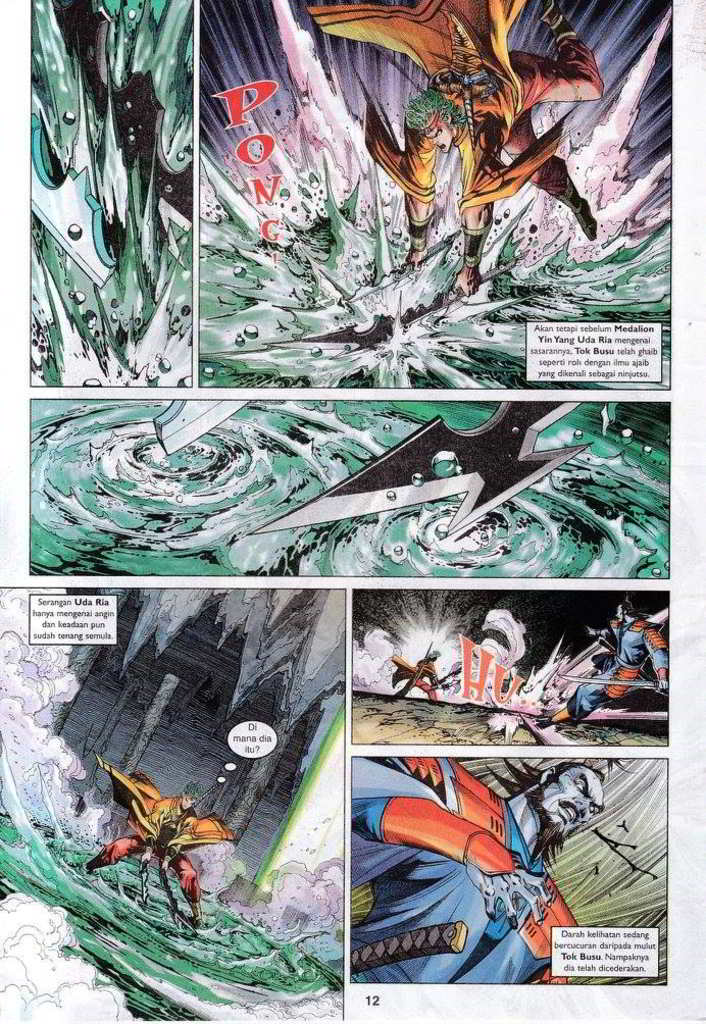 PONG!
Akan tetapi sebelum Medalion
Yin Yang Uda Ria mengenai
sasarannya, Tok Busu telah ghaib
seperti roh dengan ilmu ajaib
yang dikenali sebagai ninjutsu.
Serangan Uda Ria
hanya mengenai angin
dan keadaan pun
sudah tenang semula.
Di
mana dia
itu?
HU..
Darah kelihatan sedang
bercucuran daripada mulut
Tok Busu. Nampaknya
dia telah dicederakan.
12